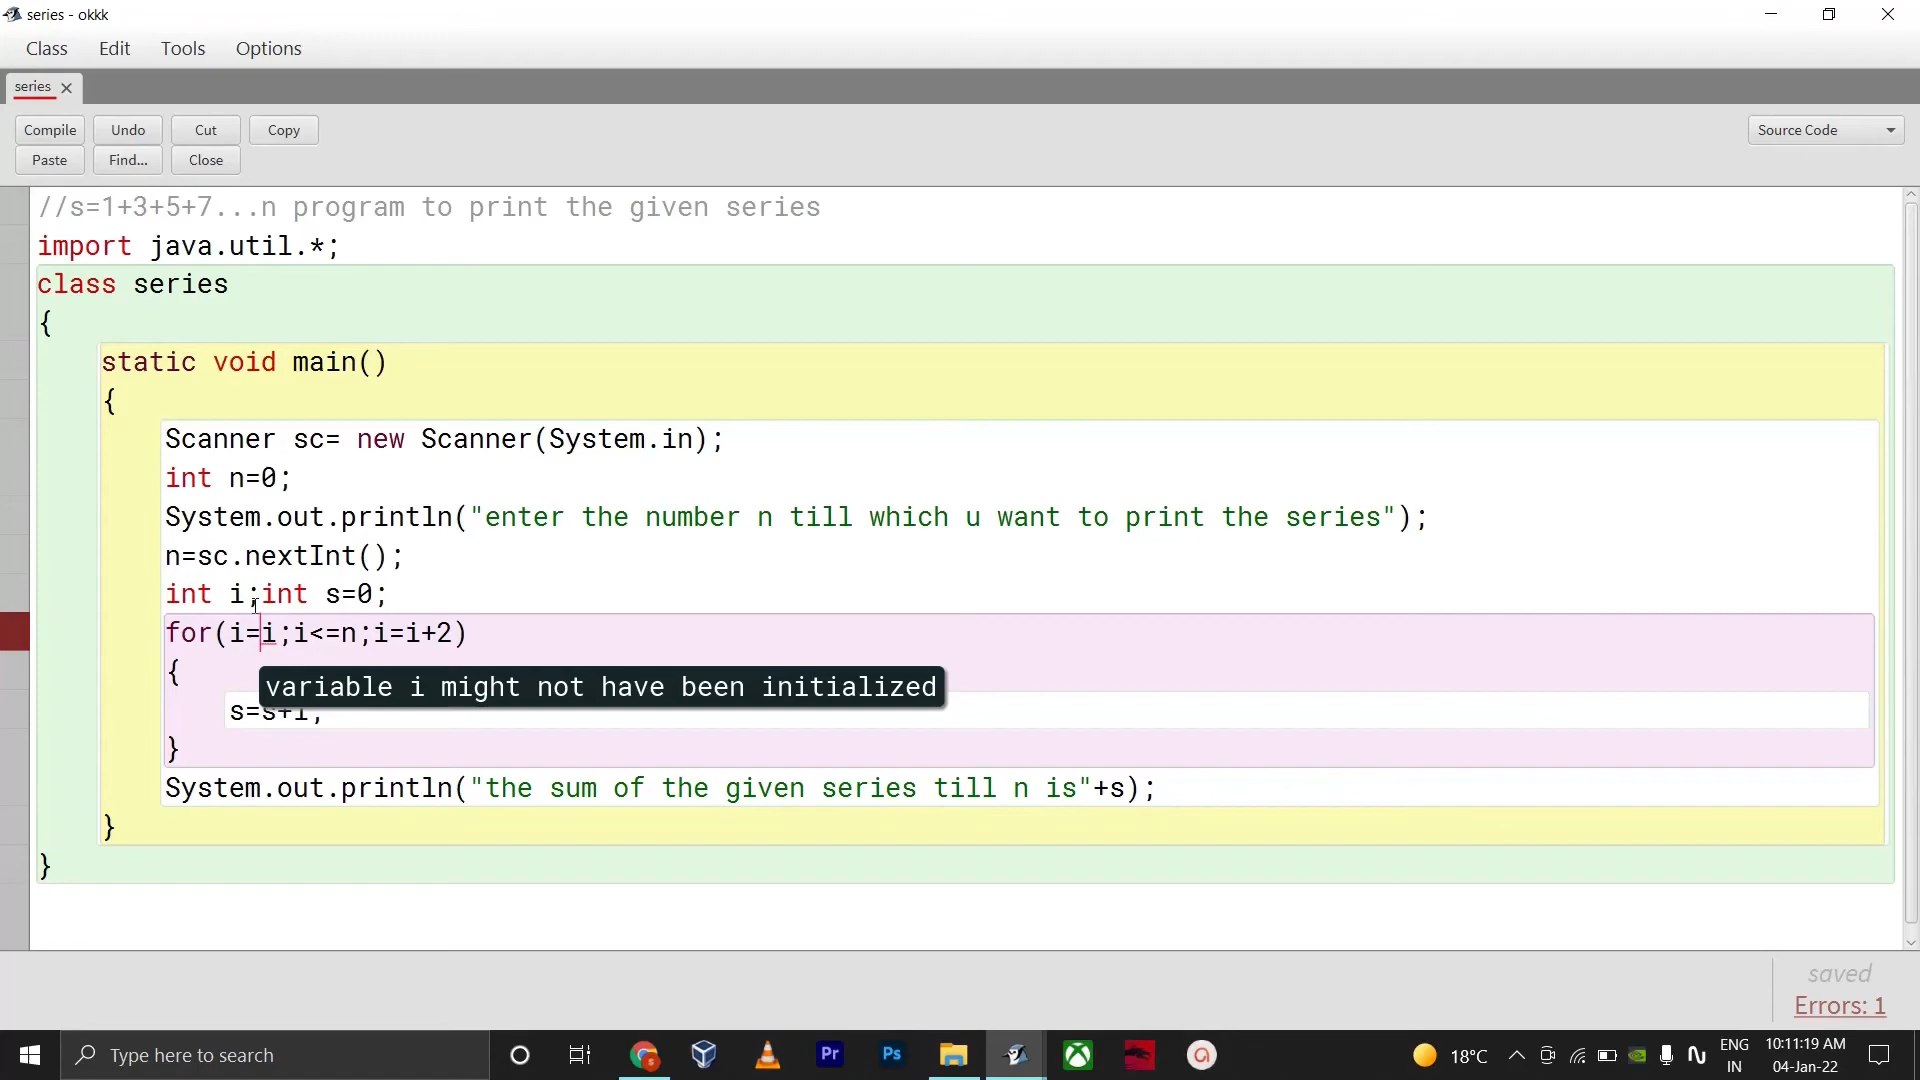 series - okkk
Class Edit Tools Options
series
Compile Undo Cut Copy Source Code
Paste Find... Close
//s=1+3+5+7...n program to print the given series
import java.util.*;
class series
{
static void main()
{
Scanner sc= new Scanner(System.in);
int n=0;
System.out.println("enter the number n till which u want to print the series");
n=sc.nextInt();
int i;int s=0;
for(i=i;i<=n;i=i+2)
{
variable i might not have been initialized
s=s+i;
}
System.out.println("the sum of the given series till n is"+s);
}
}
saved
Errors: 1
Type here to search
Pr
Ps
18°C
ENG
IN
10:11:19 AM
04-Jan-22